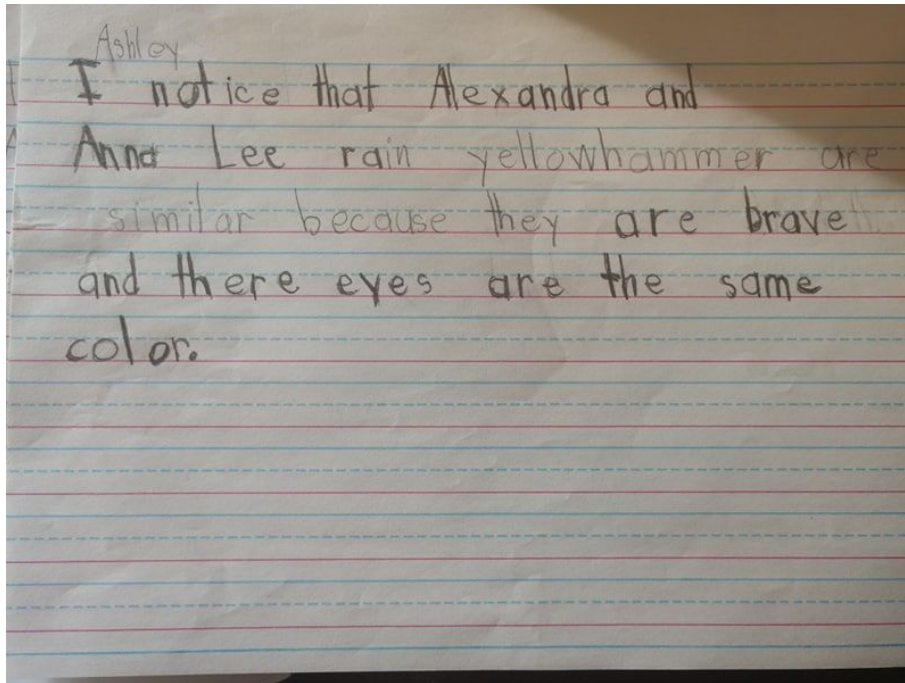 Ashley
I notice that Alexandra and
Anna Lee rain yellowhammer are
similar because they are brave
and there eyes are the same
color.